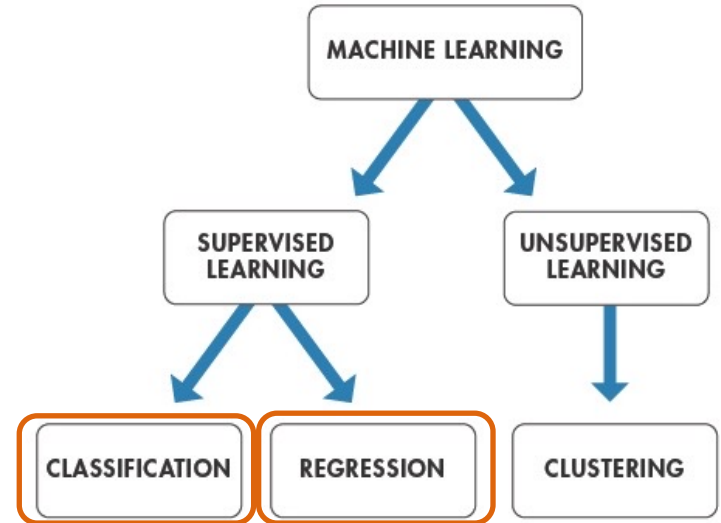 MACHINE LEARNING
SUPERVISED
LEARNING
UNSUPERVISED
LEARNING
CLASSIFICATION
REGRESSION
CLUSTERING